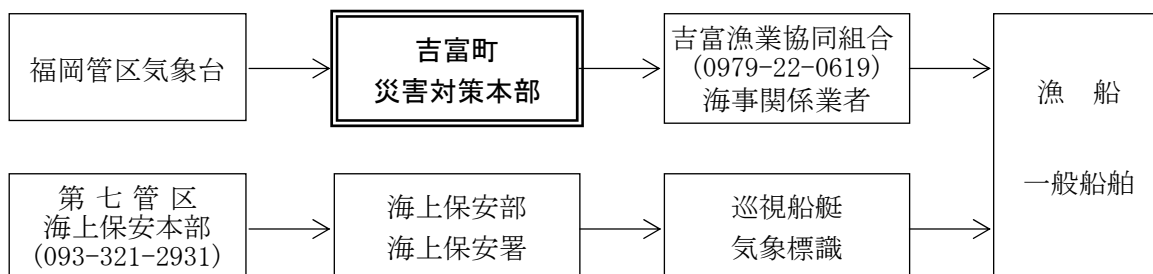 福岡管区気象台
吉富町
災害対策本部
吉富漁業協同組合
(0979-22-0619)
海事関係業者
漁　船
一般船舶
第 七 管 区
海上保安本部
(093-321-2931)
海上保安部
海上保安署
巡視船艇
気象標識